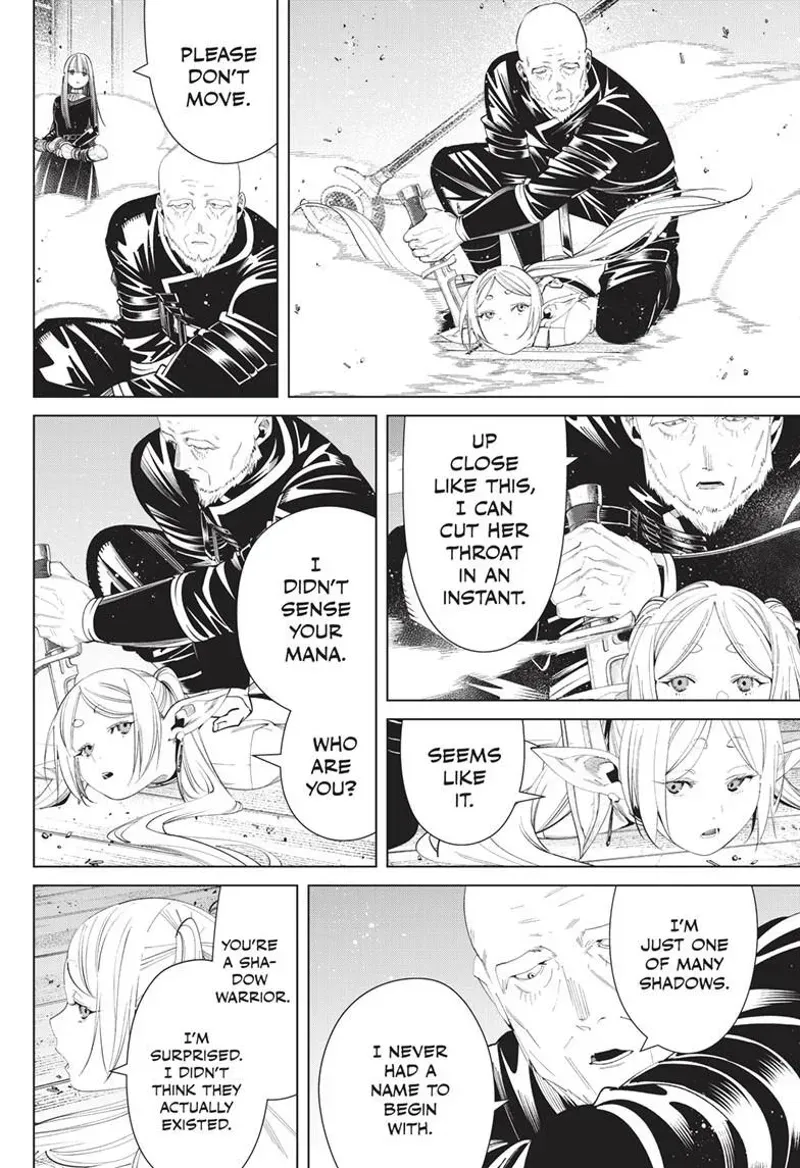 PLEASE
DON'T
MOVE.
UP
CLOSE
LIKE THIS,
I CAN
CUT HER
THROAT
IN AN
INSTANT.
SEEMS
LIKE
IT.
I
DIDN'T
SENSE
YOUR
MANA.
WHO
ARE
YOU?
I'M
JUST ONE
OF MANY
SHADOWS.
I NEVER
HAD A
NAME TO
BEGIN
WITH.
YOU'RE
A SHA-
DOW
WARRIOR.
I'M
SURPRISED.
I DIDN'T
THINK THEY
ACTUALLY
EXISTED.